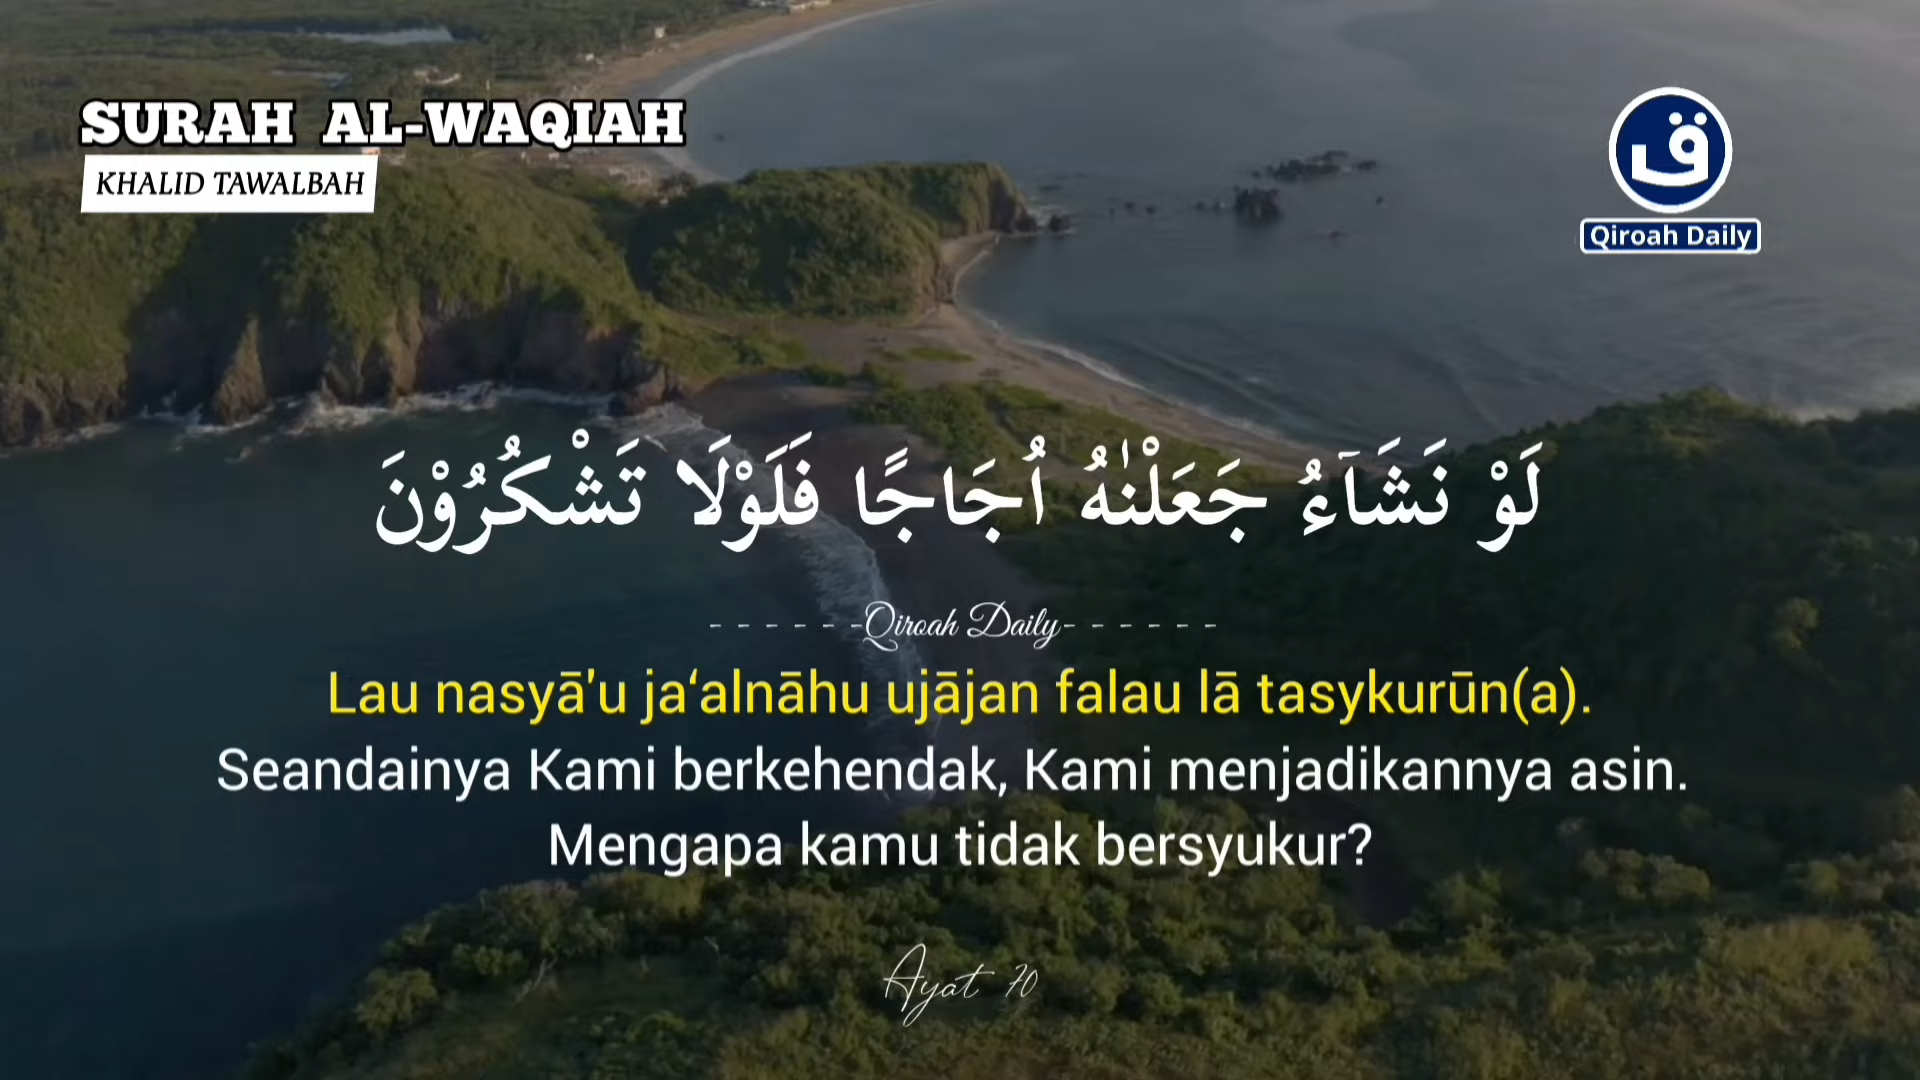 SURAH AL-WAQIAH
KHALID TAWALBAH
ق
Qiroah Daily
لَوْ نَشَاۤءُ جَعَلْنٰهُ اُجَاجًا فَلَوْلَا تَشْكُرُوْنَ
------Qiroah Daily------
Lau nasyā'u ja‘alnāhu ujājan falau lā tasykurūn(a).
Seandainya Kami berkehendak, Kami menjadikannya asin.
Mengapa kamu tidak bersyukur?
Ayat 70